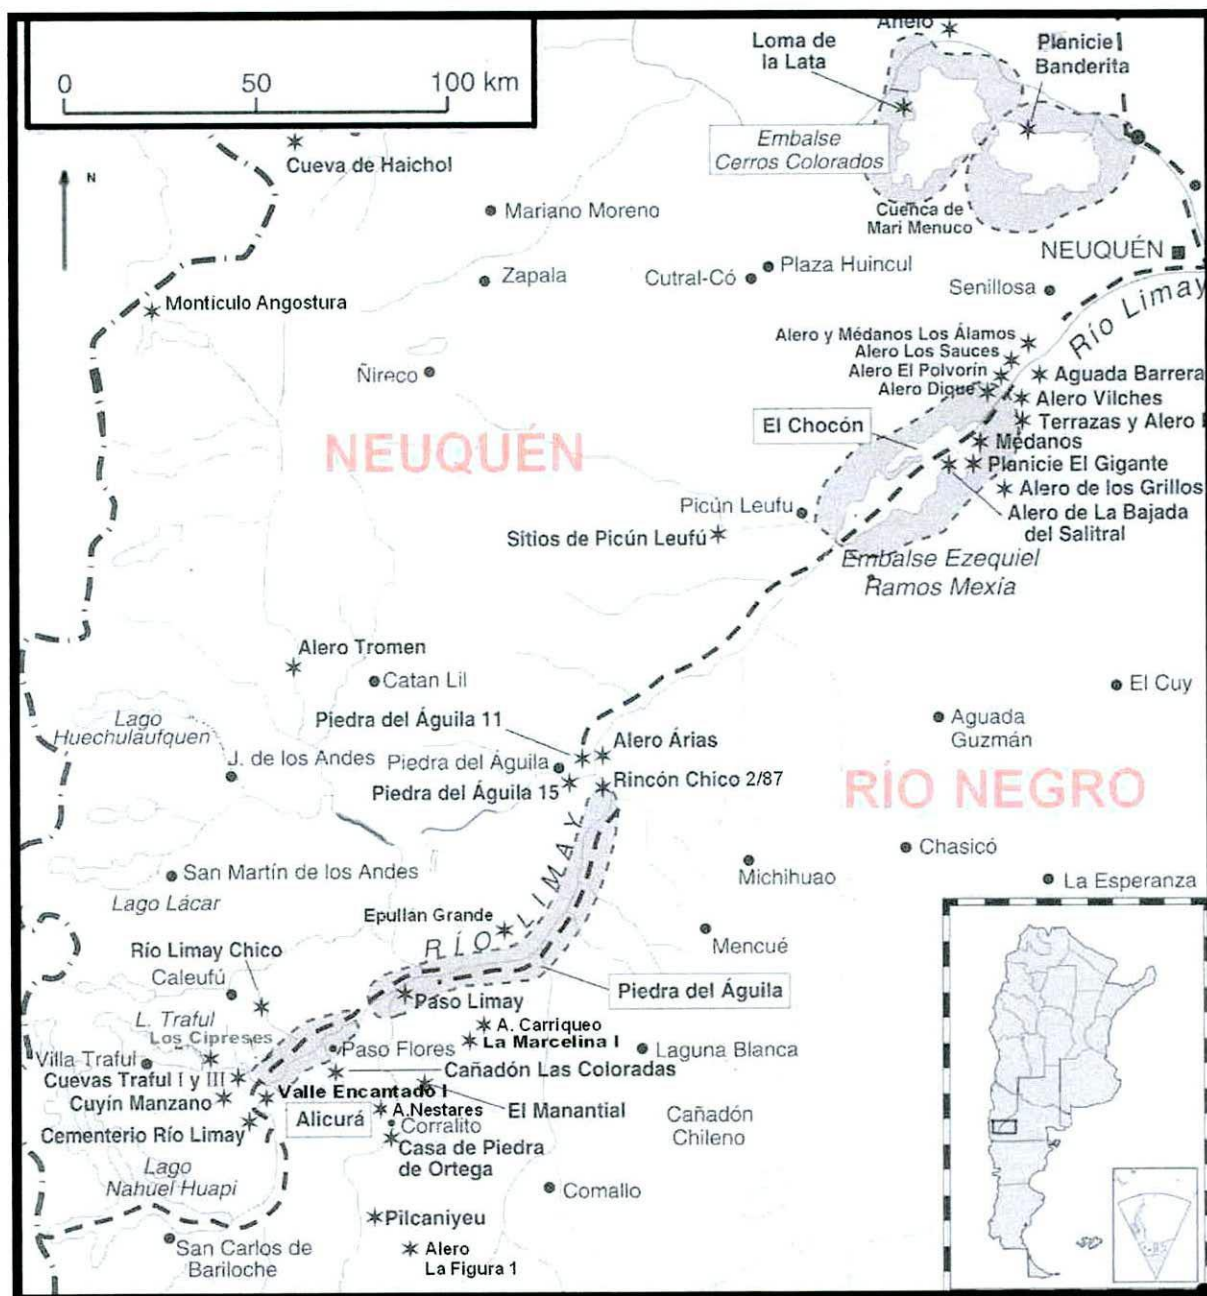 0 50 100 km
N
Añelo
Loma de
la Lata
Planicie
Banderita
Embalse
Cerros Colorados
Cuenca de
Mari Menuco
Cueva de Haichol
Mariano Moreno
NEUQUÉN
Zapala
Cutral-Có
Plaza Huincul
Senillosa
Río Limay
Monticulo Angostura
Alero y Médanos Los Álamos
Alero Los Sauces
Alero El Polvorín
Alero Dique
Ñireco
Aguada Barrera
Alero Vilches
Terrazas y Alero
El Chocón
Médanos
NEUQUÉN
Planicie El Gigante
Alero de los Grillos
Alero de La Bajada
del Salitral
Picún Leufu
Sitios de Picún Leufú
Embalse Ezequiel
Ramos Mexía
Alero Tromen
Catan Lil
El Cuy
Lago
Huechulaufquen
Piedra del Águila 11
Aguada
Guzmán
Alero Árias
J. de los Andes
Piedra del Águila
Rincón Chico 2/87
Piedra del Águila 15
RÍO NEGRO
Chasicó
San Martín de los Andes
Michihuao
La Esperanza
Lago Lácar
Epullán Grande
RÍO LIMAY
Mencué
Río Limay Chico
Caleufú
Piedra del Águila
Paso Limay
L. Traful
Los Cipreses
A. Carriqueo
La Marcelina I
Villa Traful
Paso Flores
Laguna Blanca
Cuevas Traful I y III
Cañadón Las Coloradas
Cuyín Manzano
Valle Encantado I
El Manantial
Alicurá
A.Nestares
Cañadón
Chileno
Cementerio Río Limay
Corralito
Casa de Piedra
de Ortega
Lago
Nahuel Huapi
Comallo
Pilcaniyeu
San Carlos de
Bariloche
Alero
La Figura 1